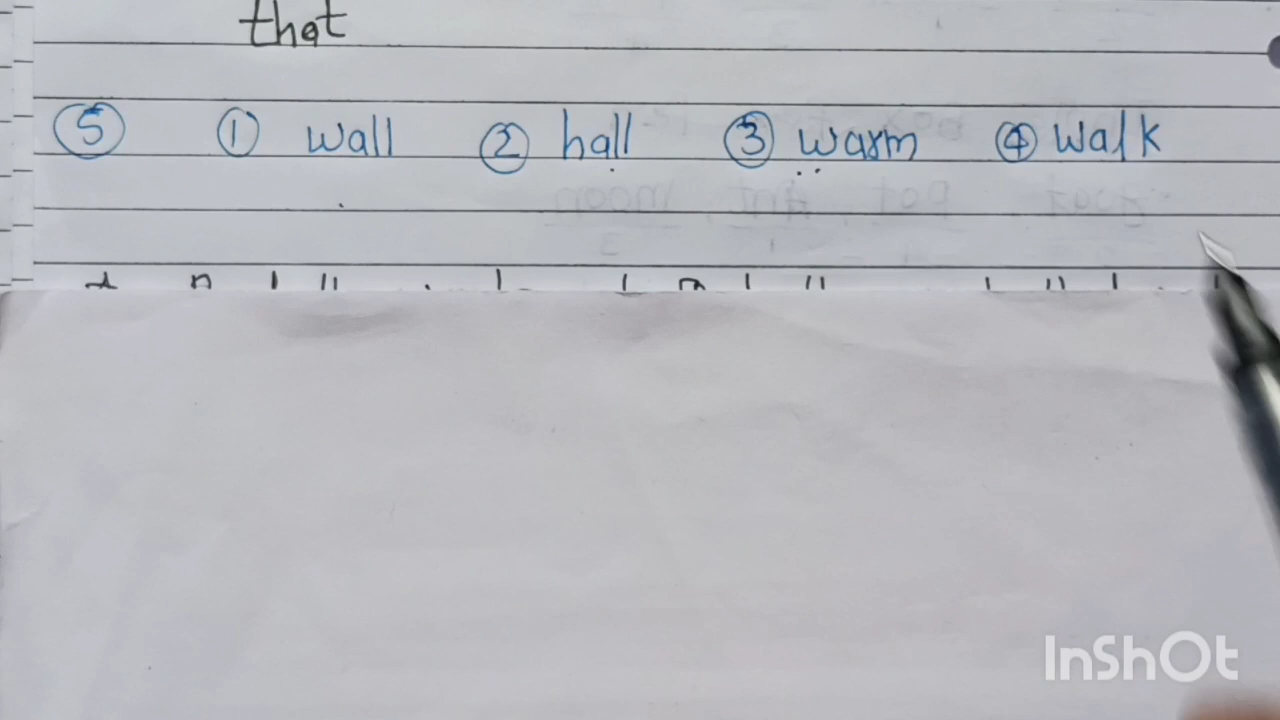 that
⑤ ① wall ② hall ③ warm ④ walk
InShOt